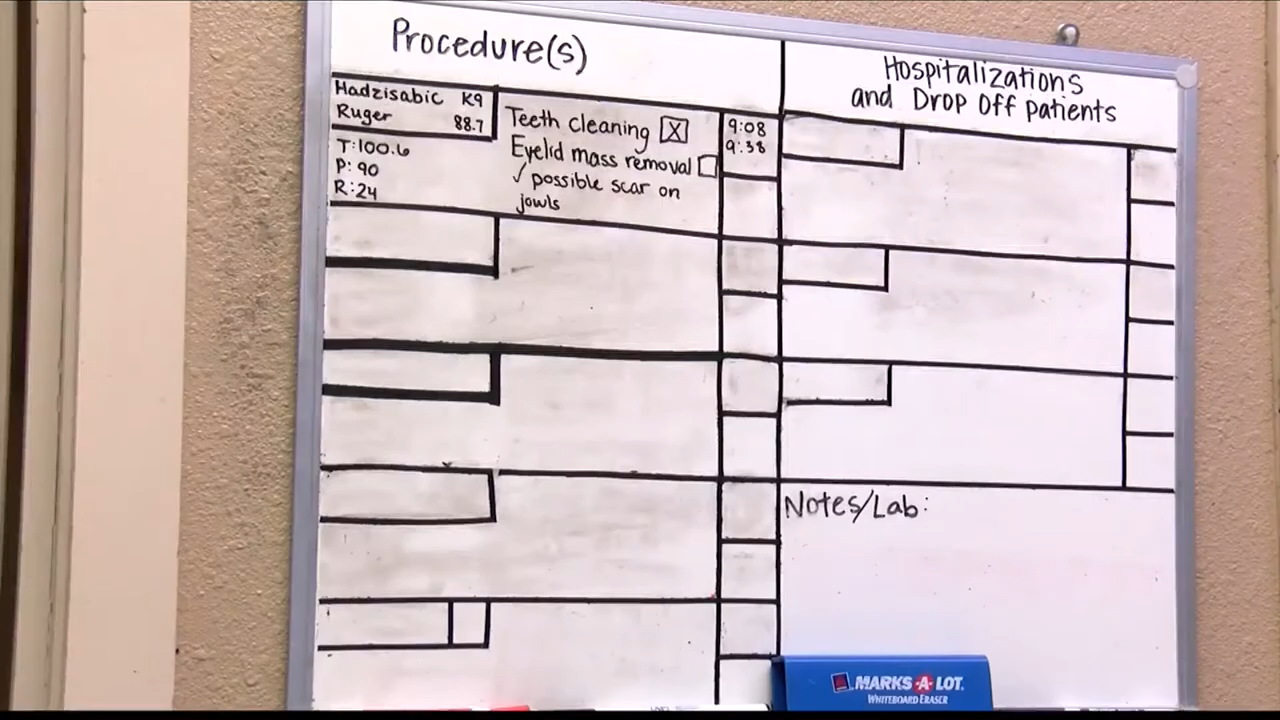 Procedure(s)
Hadzisabic K9
Ruger 88.7
T:100.6
P: 90
R:24
Teeth cleaning X
Eyelid mass removal
✓ possible scar on
jowls
9:08
9:38
Hospitalizations
and Drop Off patients
Notes/Lab:
MARKS-A-LOT.
WHITEBOARD ERASER